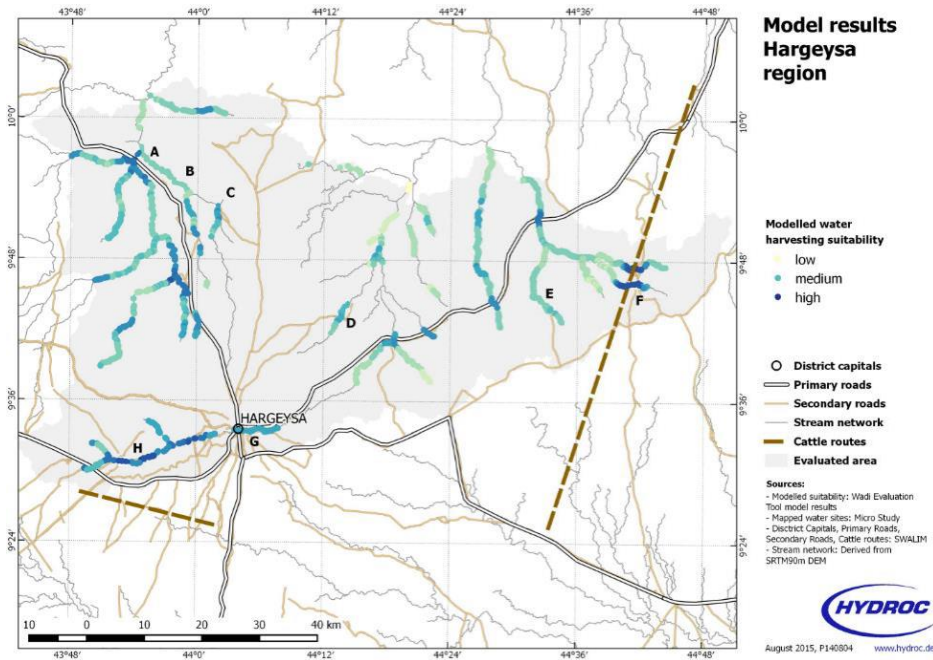 43°48' 44°0' 44°12' 44°24' 44°36' 44°48'
Model results
Hargeysa
region
10°0' 10°0'
A
B
C
Modelled water
harvesting suitability
low
medium
high
9°48' 9°48'
E
F
D
District capitals
Primary roads
Secondary roads
Stream network
Cattle routes
Evaluated area
9°36' 9°36'
HARGEYSA
G
H
Sources:
- Modelled suitability: Wadi Evaluation
Tool model results
- Mapped water sites: Micro Study
- Disctrict Capitals, Primary Roads,
Secondary Roads, Cattle routes: SWALIM
- Stream network: Derived from
SRTM90m DEM
9°24' 9°24'
HYDROC
10 0 10 20 30 40 km
43°48' 44°0' 44°12' 44°24' 44°36' 44°48'
August 2015, P140804 www.hydroc.de